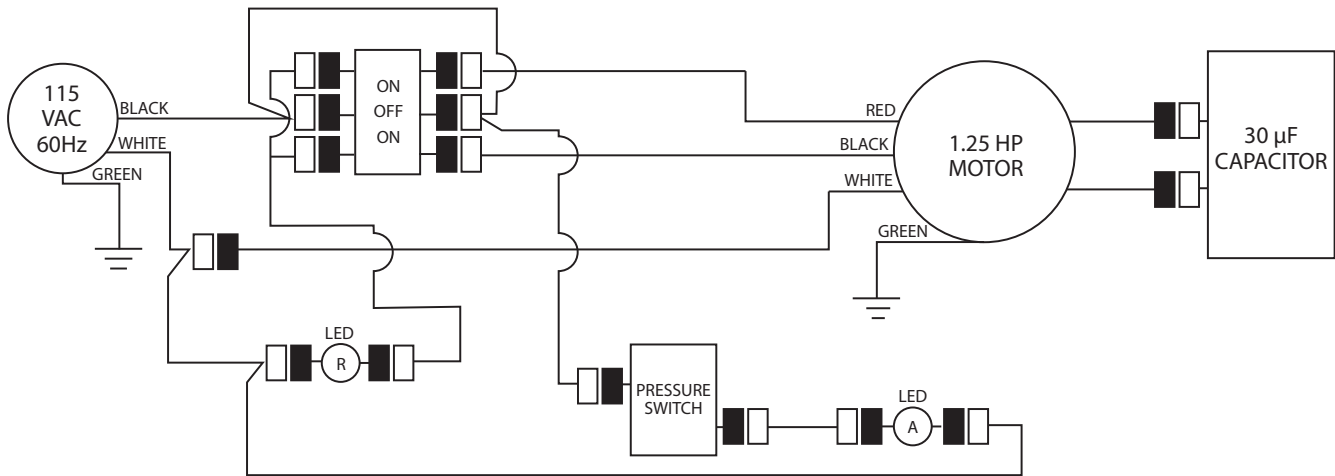 115
VAC
60Hz
BLACK
WHITE
GREEN
ON
OFF
ON
RED
BLACK
WHITE
GREEN
1.25 HP
MOTOR
30 µF
CAPACITOR
LED
R
PRESSURE
SWITCH
LED
A